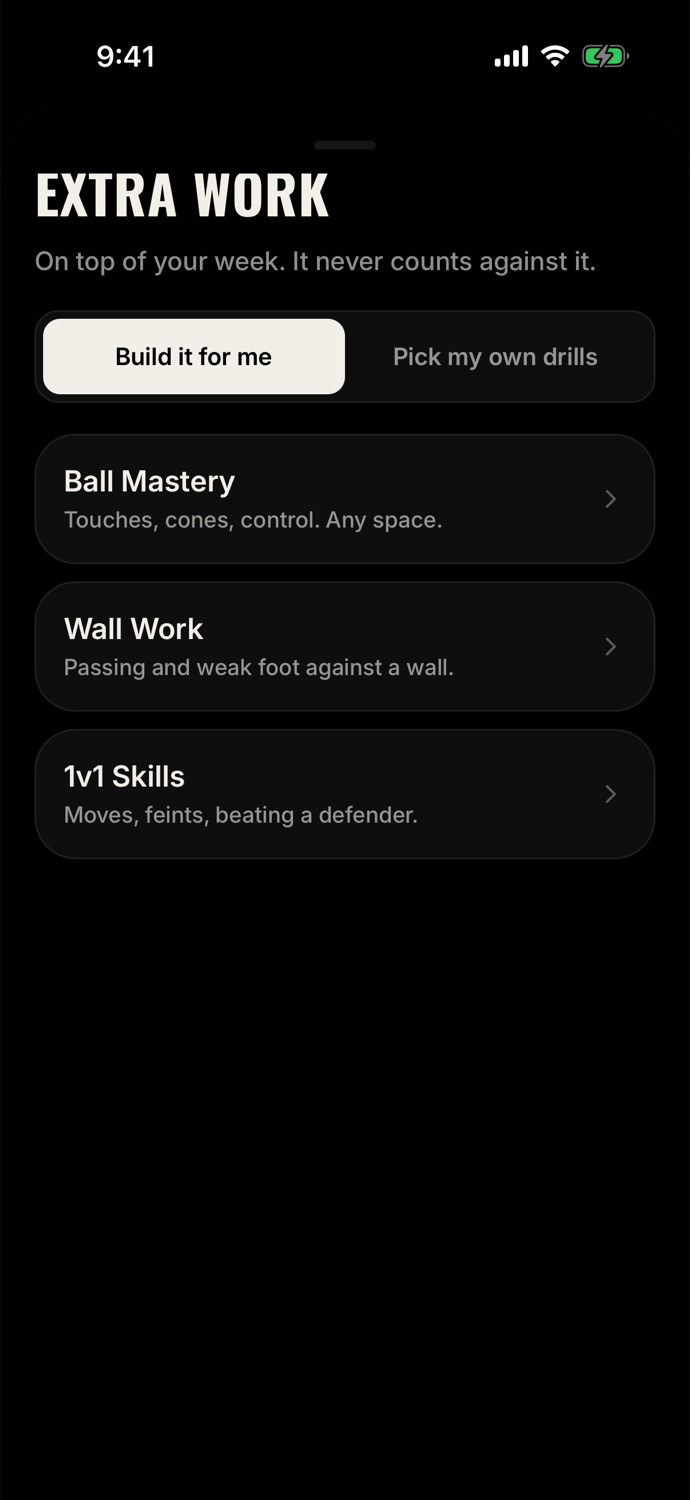 9:41
EXTRA WORK
On top of your week. It never counts against it.
Build it for me
Pick my own drills
Ball Mastery
Touches, cones, control. Any space.
Wall Work
Passing and weak foot against a wall.
1v1 Skills
Moves, feints, beating a defender.